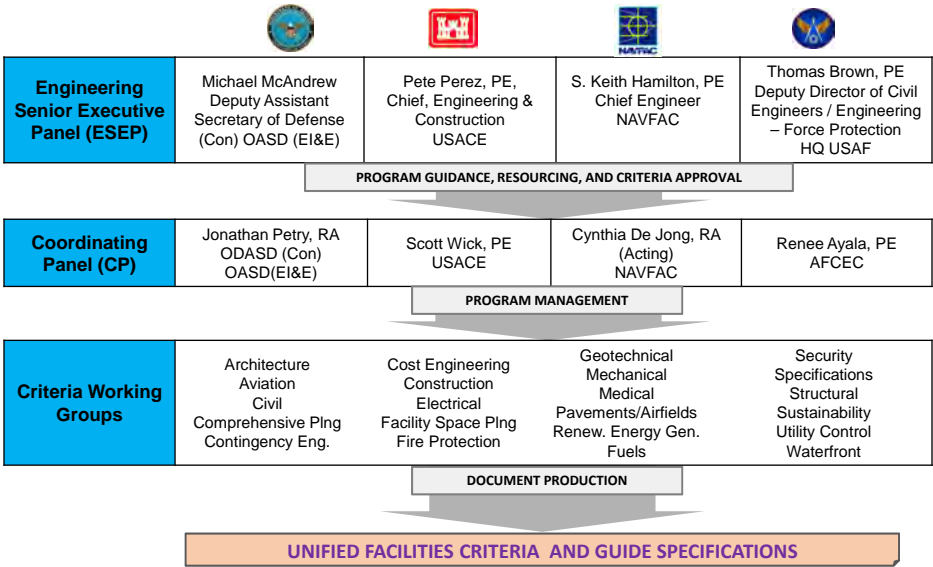 NAVFAC
Engineering
Senior Executive
Panel (ESEP)
Michael McAndrew
Deputy Assistant
Secretary of Defense
(Con) OASD (EI&E)
Pete Perez, PE,
Chief, Engineering &
Construction
USACE
S. Keith Hamilton, PE
Chief Engineer
NAVFAC
Thomas Brown, PE
Deputy Director of Civil
Engineers / Engineering
– Force Protection
HQ USAF
PROGRAM GUIDANCE, RESOURCING, AND CRITERIA APPROVAL
Coordinating
Panel (CP)
Jonathan Petry, RA
ODASD (Con)
OASD(EI&E)
Scott Wick, PE
USACE
Cynthia De Jong, RA
(Acting)
NAVFAC
Renee Ayala, PE
AFCEC
PROGRAM MANAGEMENT
Criteria Working
Groups
Architecture
Aviation
Civil
Comprehensive Plng
Contingency Eng.
Cost Engineering
Construction
Electrical
Facility Space Plng
Fire Protection
Geotechnical
Mechanical
Medical
Pavements/Airfields
Renew. Energy Gen.
Fuels
Security
Specifications
Structural
Sustainability
Utility Control
Waterfront
DOCUMENT PRODUCTION
UNIFIED FACILITIES CRITERIA  AND GUIDE SPECIFICATIONS